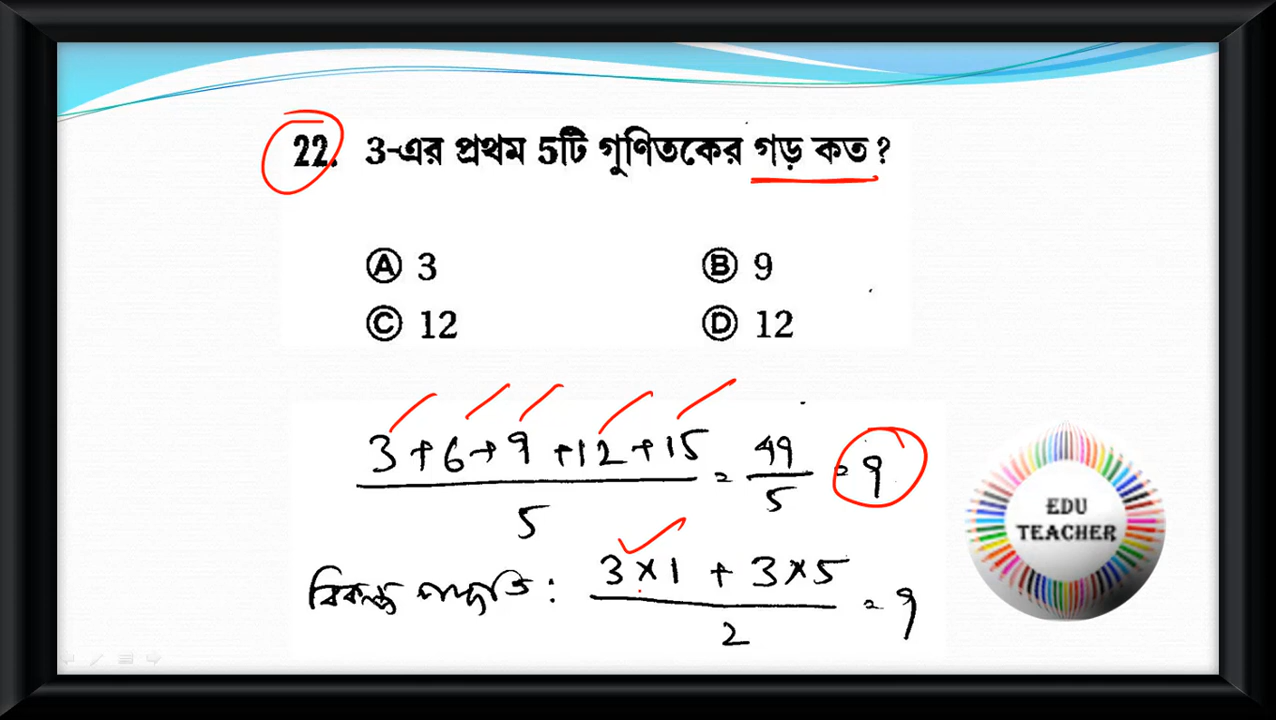 22. 3-এর প্রথম 5টি গুণিতকের গড় কত ?
Ⓐ 3 Ⓑ 9
Ⓒ 12 Ⓓ 12
3+6+9+12+15 / 5 = 49 / 5 = 9
বিকল্প পদ্ধতি : 3×1 + 3×5 / 2 = 9
EDU
TEACHER